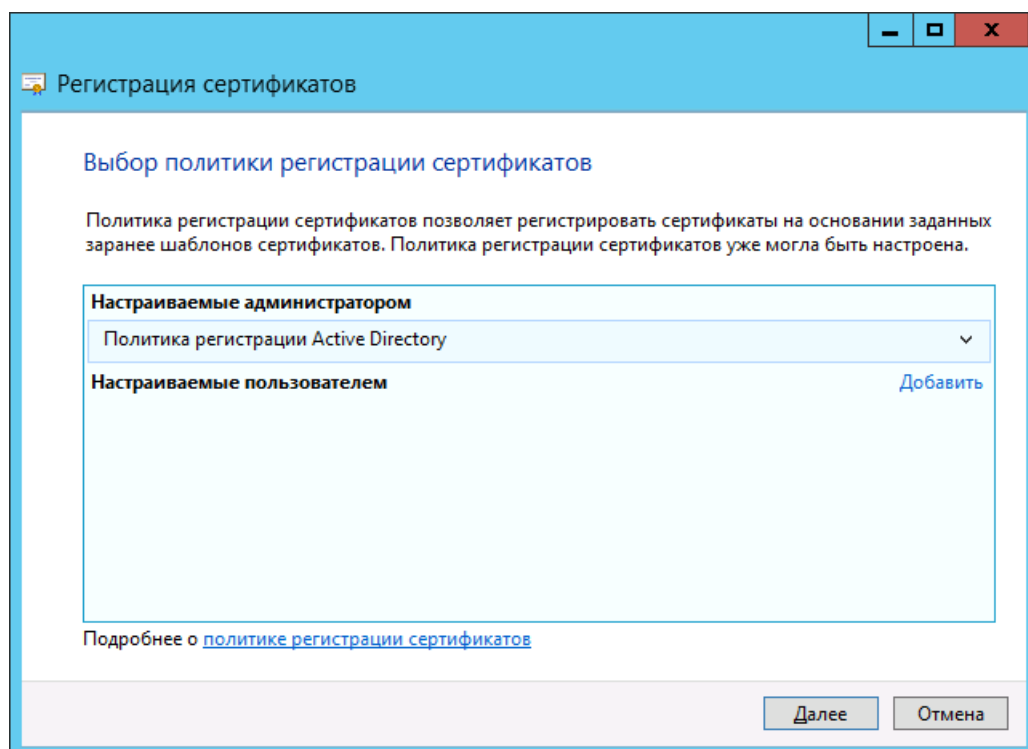 Регистрация сертификатов
Выбор политики регистрации сертификатов
Политика регистрации сертификатов позволяет регистрировать сертификаты на основании заданных
заранее шаблонов сертификатов. Политика регистрации сертификатов уже могла быть настроена.
Настраиваемые администратором
Политика регистрации Active Directory
Настраиваемые пользователем Добавить
Подробнее о политике регистрации сертификатов
Далее Отмена